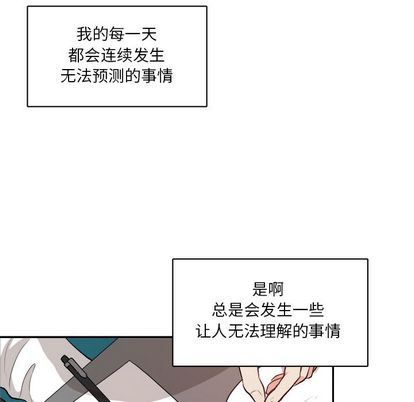 我的每一天
都会连续发生
无法预测的事情
是啊
总是会发生一些
让人无法理解的事情